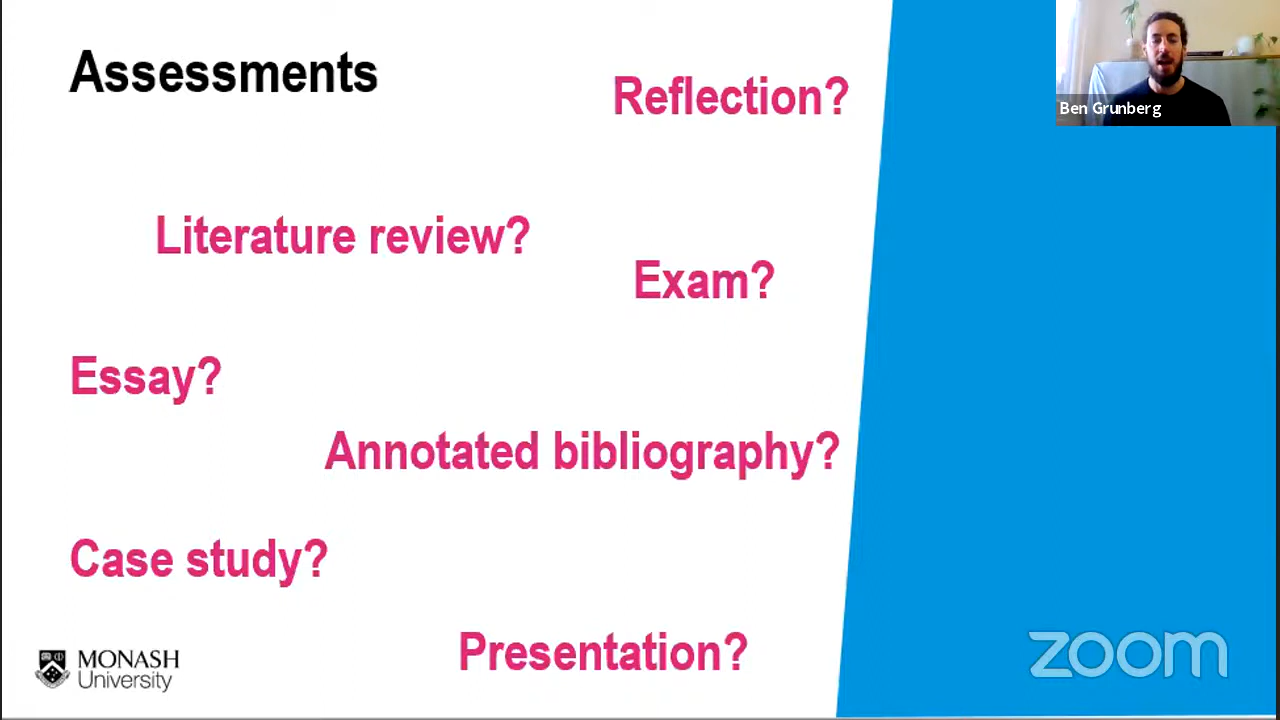 Assessments
Reflection?
Ben Grunberg
Literature review?
Exam?
Essay?
Annotated bibliography?
Case study?
Presentation?
MONASH
University
zoom